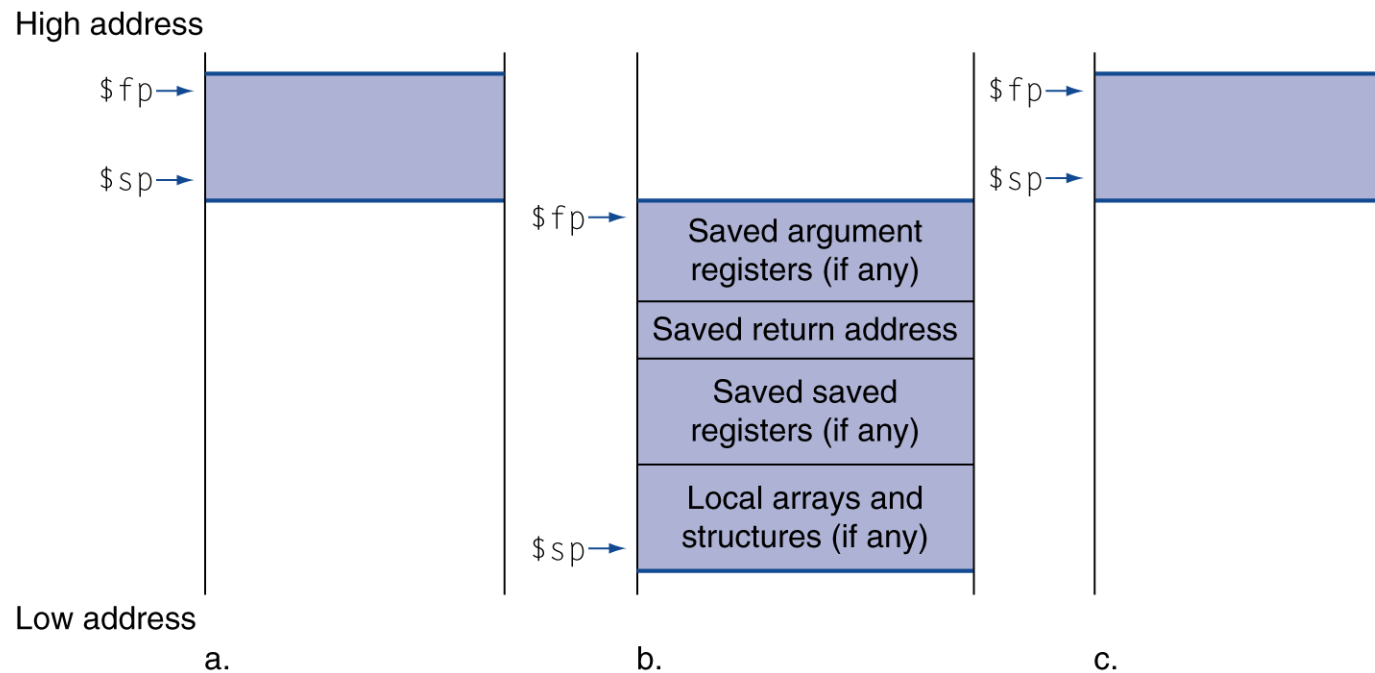 High address
$fp
$sp
$fp
Saved argument
registers (if any)
Saved return address
Saved saved
registers (if any)
Local arrays and
structures (if any)
$sp
$fp
$sp
Low address
a.
b.
c.